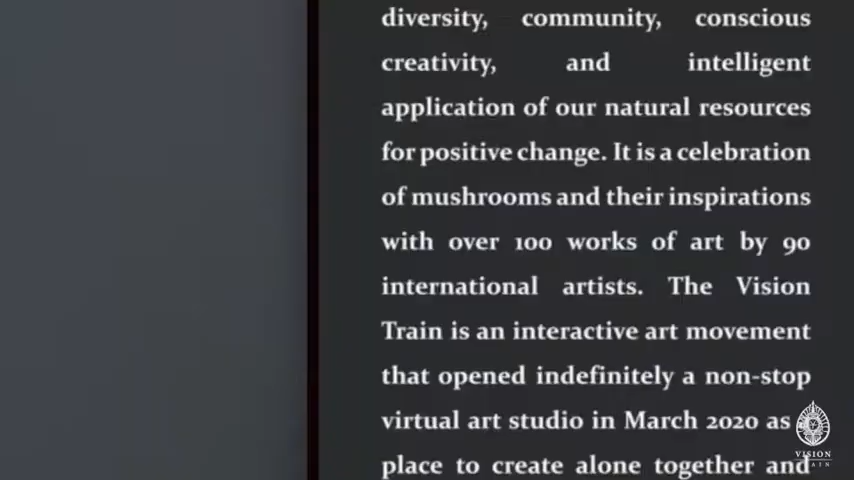 diversity, community, conscious
creativity, and intelligent
application of our natural resources
for positive change. It is a celebration
of mushrooms and their inspirations
with over 100 works of art by 90
international artists. The Vision
Train is an interactive art movement
that opened indefinitely a non-stop
virtual art studio in March 2020 as
place to create alone together and
VISION